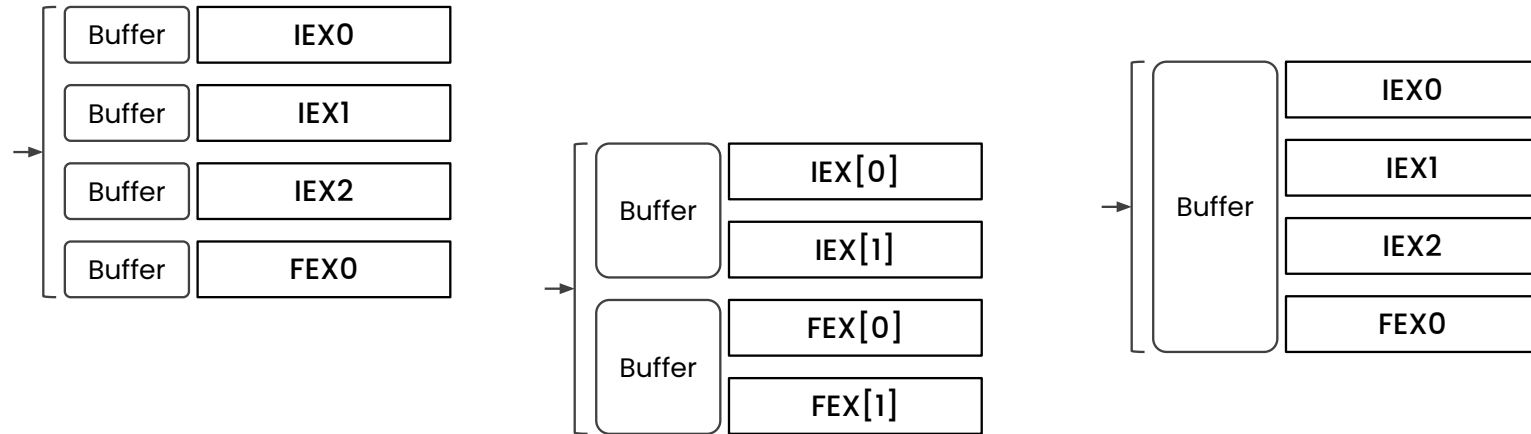 Buffer IEX0
Buffer IEX1
Buffer IEX2
Buffer FEX0
Buffer
IEX[0]
IEX[1]
Buffer
FEX[0]
FEX[1]
Buffer
IEX0
IEX1
IEX2
FEX0